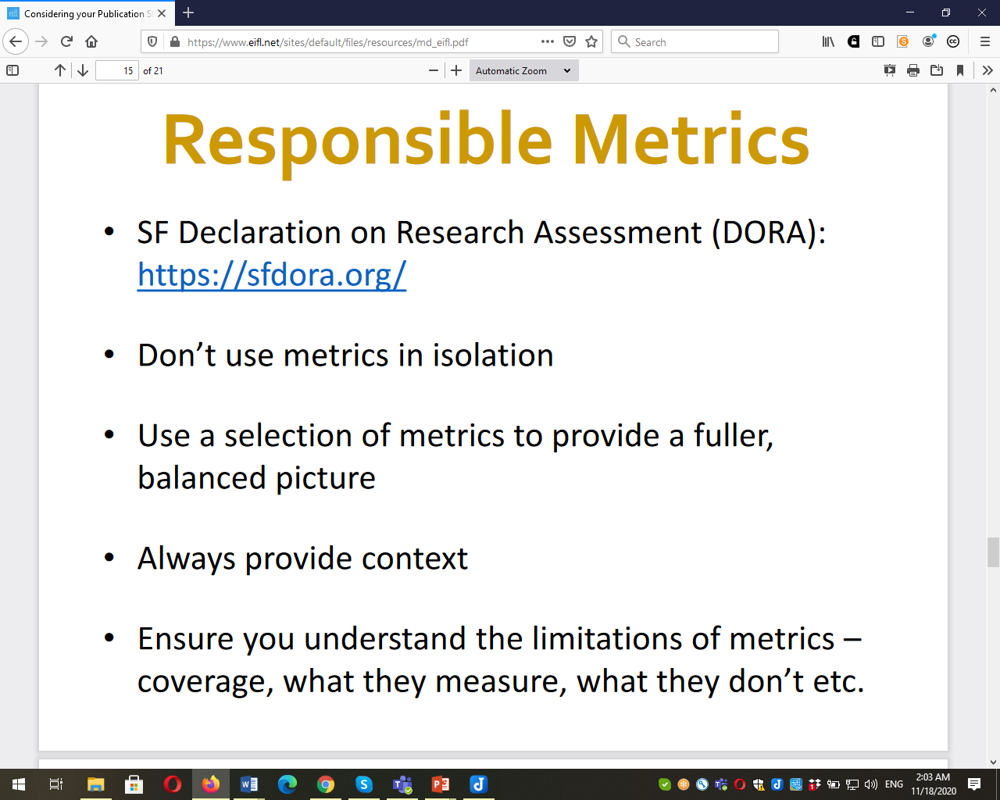 eifl Considering your Publication S
https://www.eifl.net/sites/default/files/resources/md_eifl.pdf
Search
15 of 21
Automatic Zoom
Responsible Metrics
• SF Declaration on Research Assessment (DORA):
https://sfdora.org/
• Don’t use metrics in isolation
• Use a selection of metrics to provide a fuller,
balanced picture
• Always provide context
• Ensure you understand the limitations of metrics –
coverage, what they measure, what they don’t etc.
ENG
2:03 AM
11/18/2020